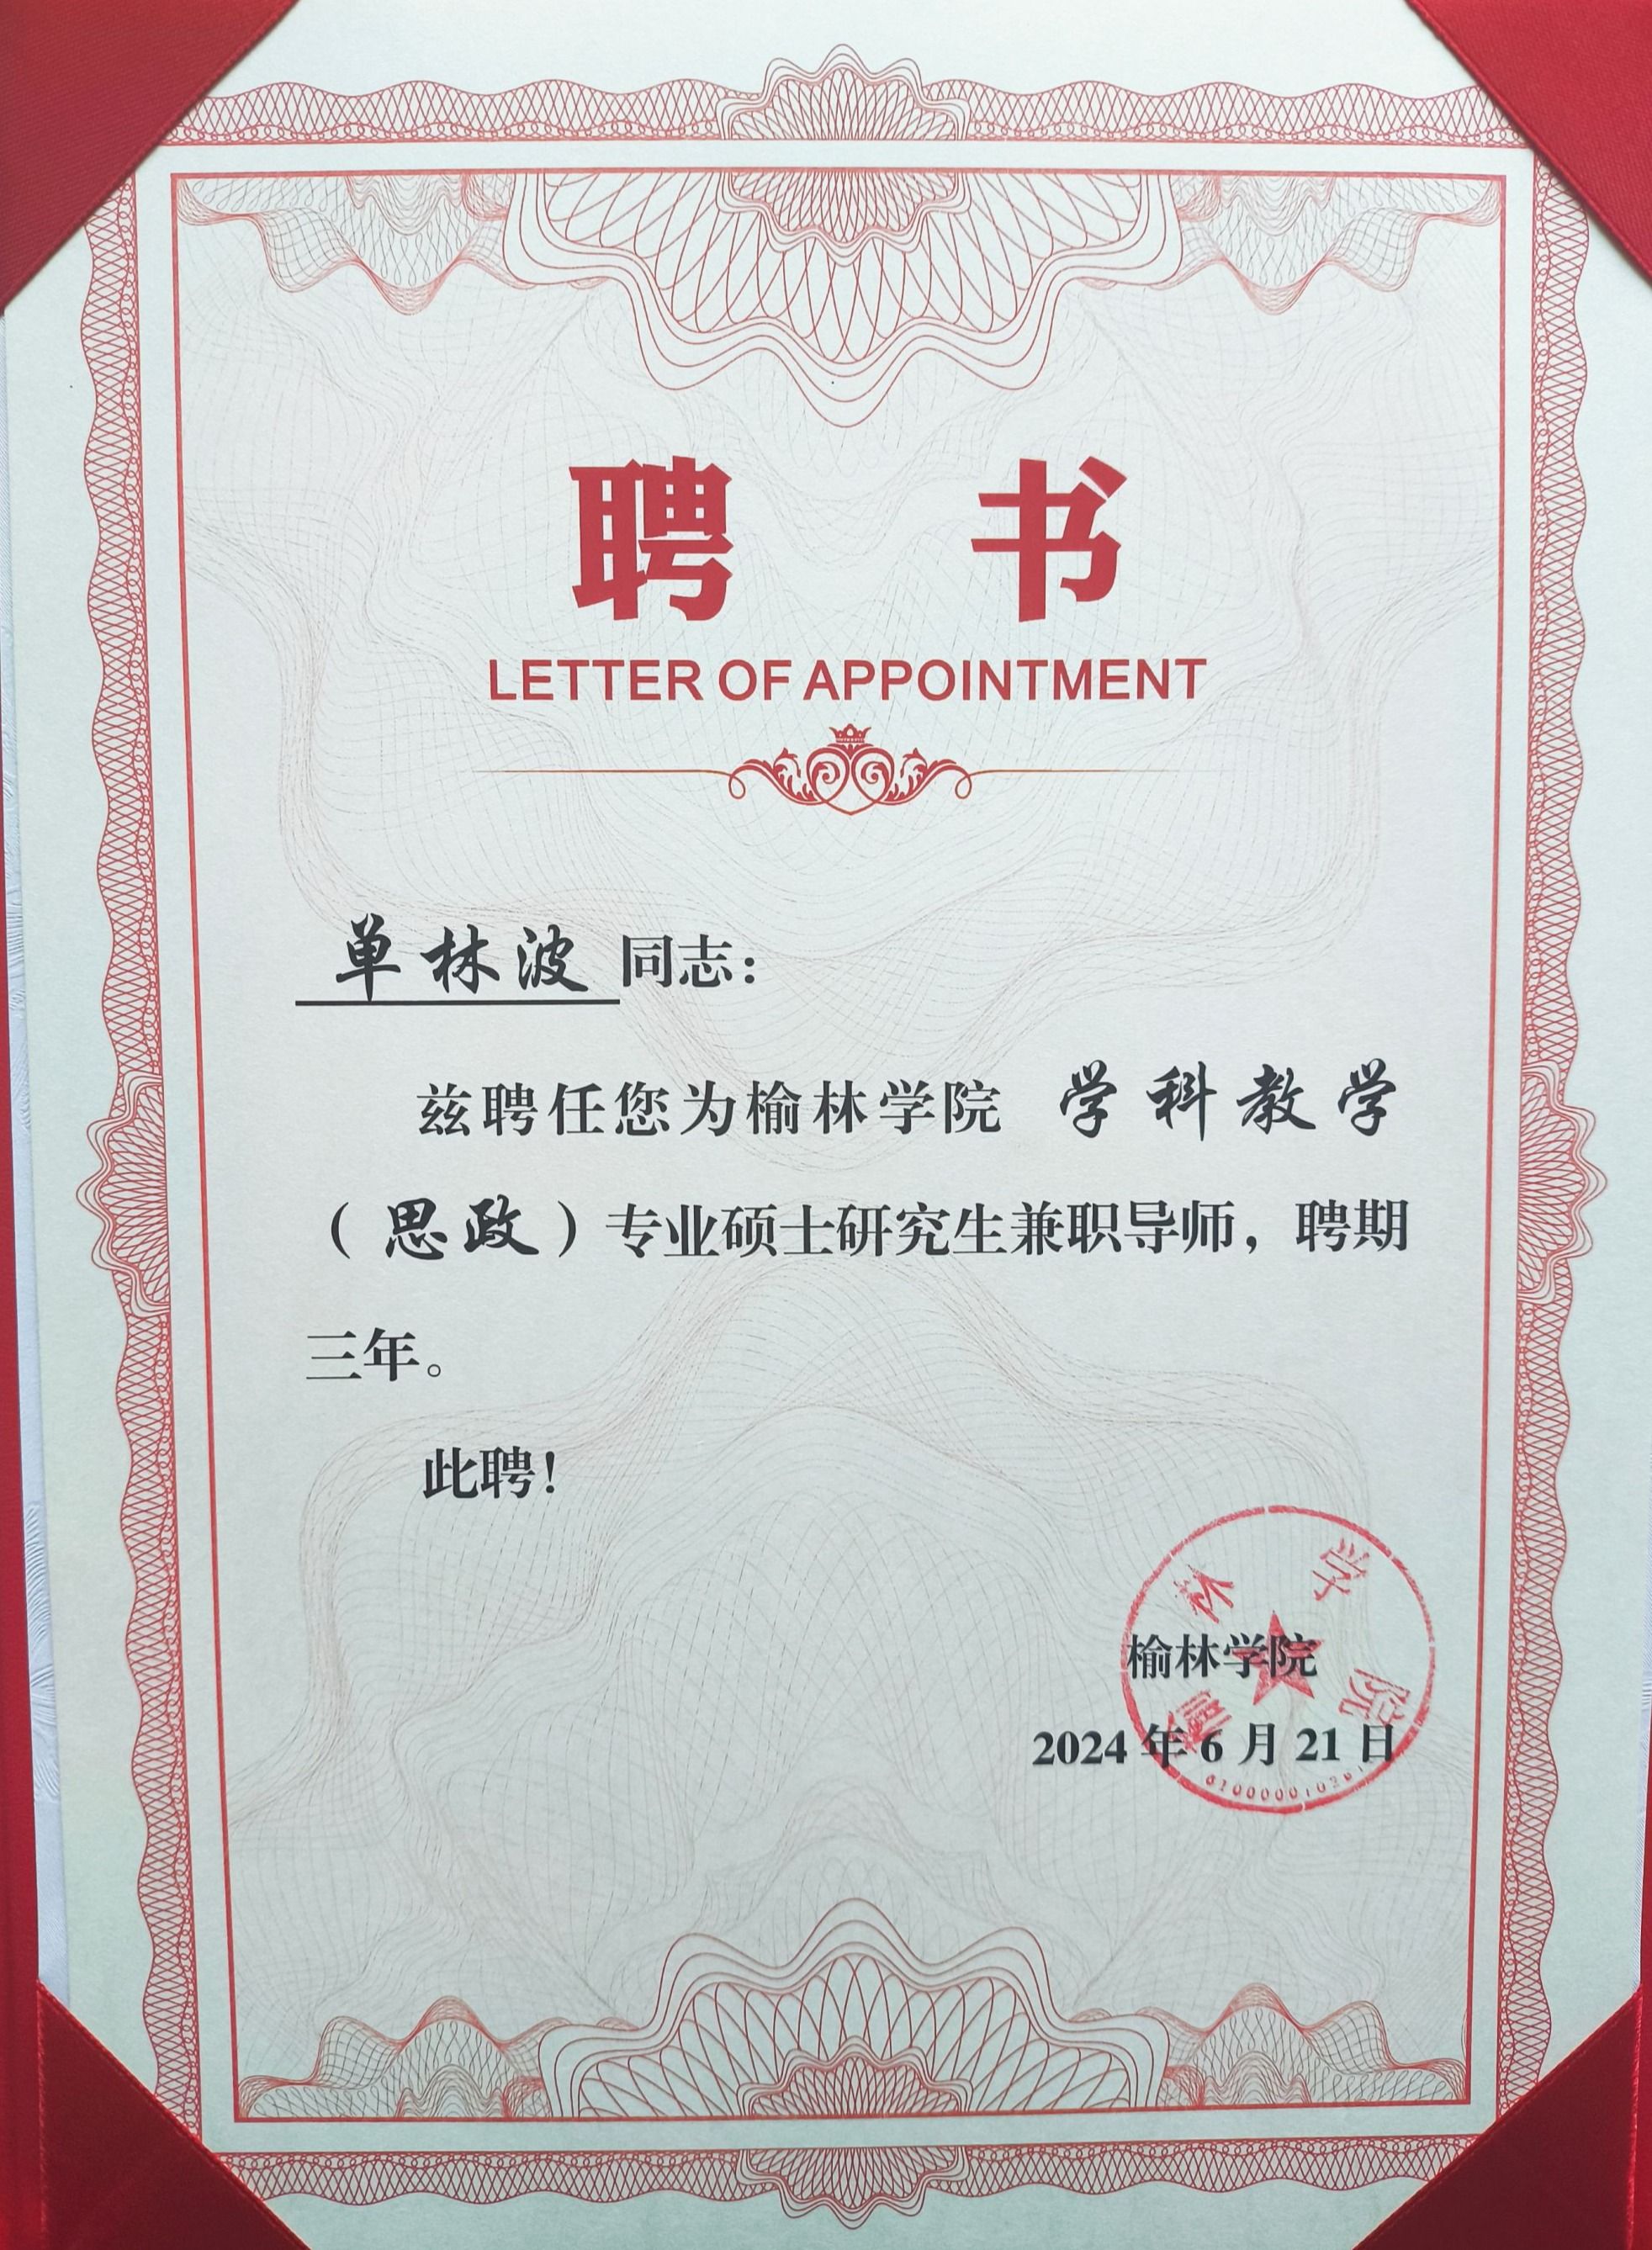 聘 书
LETTER OF APPOINTMENT
单林波同志：
兹聘任您为榆林学院 学科教学
（思政）专业硕士研究生兼职导师，聘期
三年。
此聘！
榆林学院
2024年6月21日